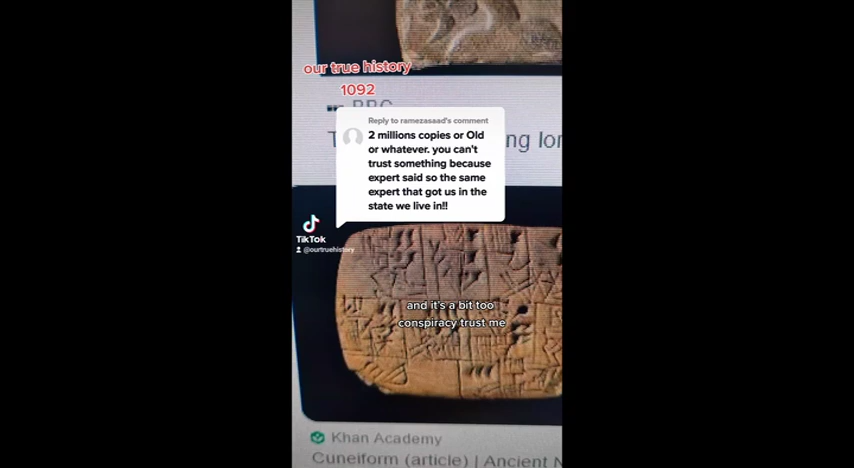 our true history
1092
BBC
Reply to ramezasaad's comment
2 millions copies or Old
or whatever. you can't
trust something because
expert said so the same
expert that got us in the
state we live in!!
TikTok
@ourtruehistory
and it's a bit too
conspiracy trust me
Khan Academy
Cuneiform (article) | Ancient